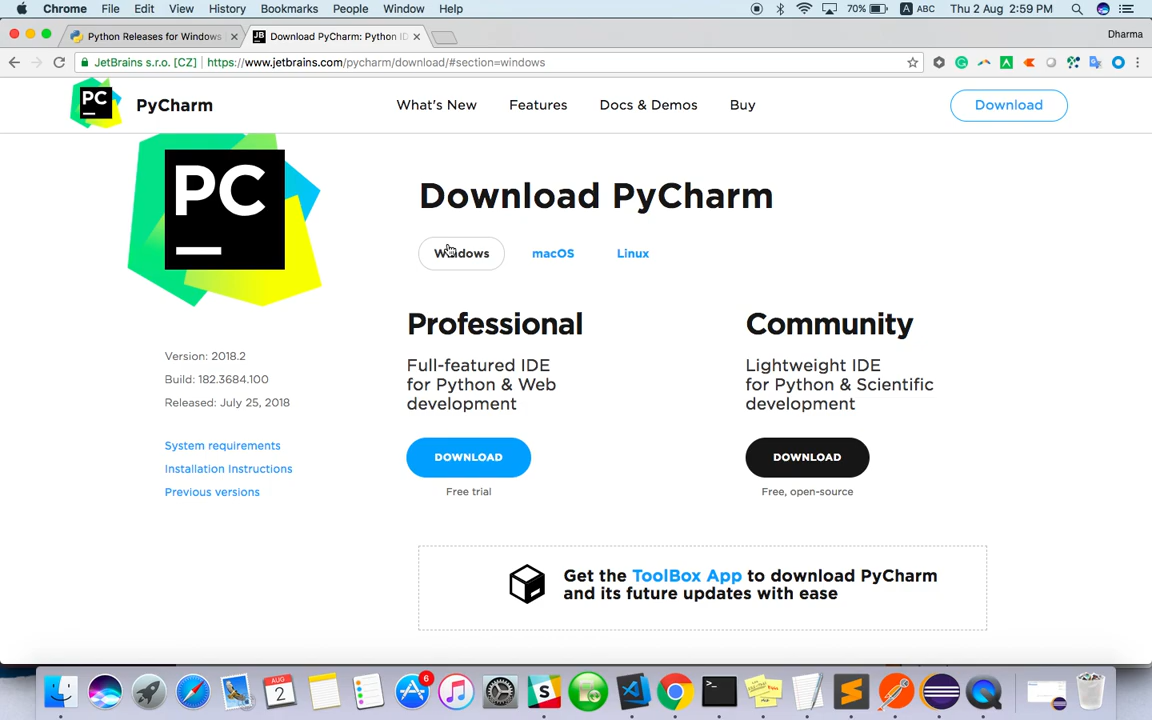 Chrome File Edit View History Bookmarks People Window Help 70% A ABC Thu 2 Aug 2:59 PM
Python Releases for Windows Download PyCharm: Python ID Dharma
JetBrains s.r.o. [CZ] https://www.jetbrains.com/pycharm/download/#section=windows
PC PyCharm What's New Features Docs & Demos Buy Download
PC
Download PyCharm
Windows macOS Linux
Professional
Full-featured IDE
for Python & Web
development
DOWNLOAD
Free trial
Community
Lightweight IDE
for Python & Scientific
development
DOWNLOAD
Free, open-source
Version: 2018.2
Build: 182.3684.100
Released: July 25, 2018
System requirements
Installation Instructions
Previous versions
Get the ToolBox App to download PyCharm
and its future updates with ease
AUG
2
6